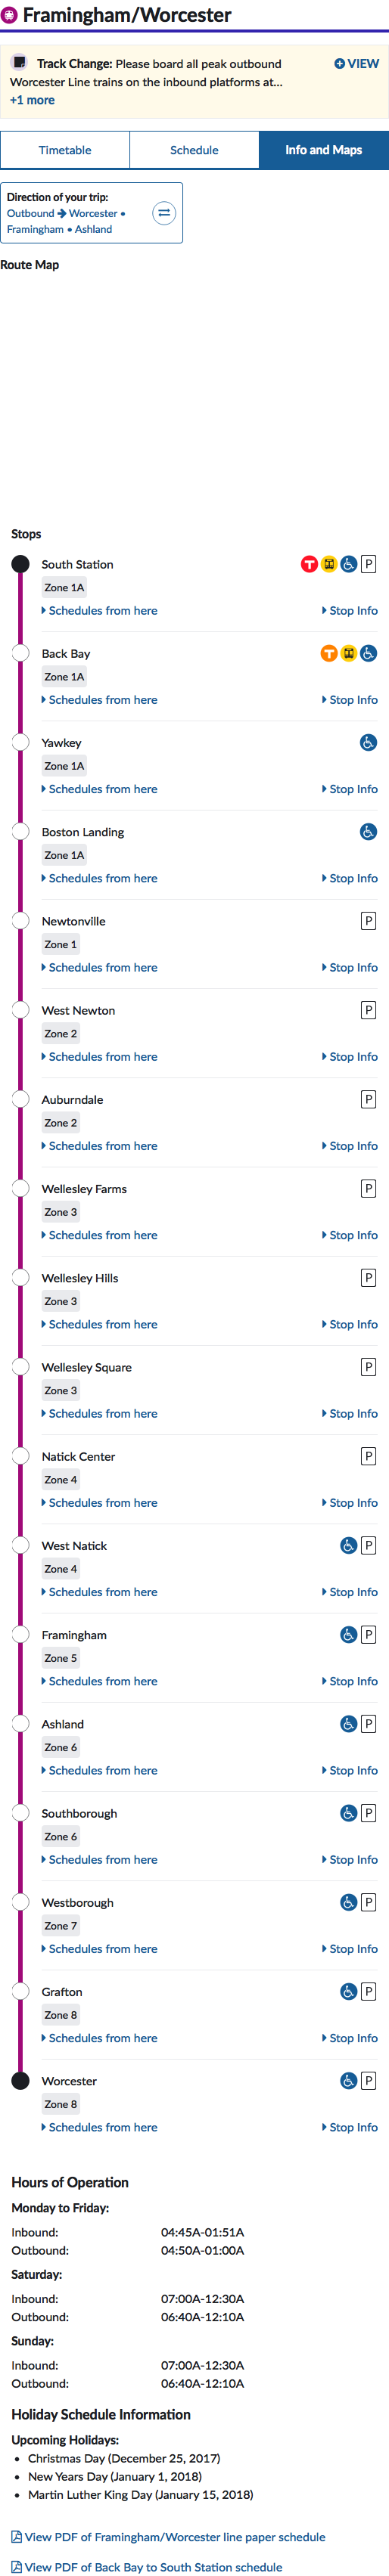 Framingham/Worcester
Track Change: Please board all peak outbound
VIEW
Worcester Line trains on the inbound platforms at...
+1 more
Timetable
Schedule
Info and Maps
Direction of your trip:
Outbound → Worcester •
Framingham • Ashland
Route Map
Stops
South Station
T
P
Zone 1A
Schedules from here
Stop Info
Back Bay
T
Zone 1A
Schedules from here
Stop Info
Yawkey
Zone 1A
Schedules from here
Stop Info
Boston Landing
Zone 1A
Schedules from here
Stop Info
Newtonville
P
Zone 1
Schedules from here
Stop Info
West Newton
P
Zone 2
Schedules from here
Stop Info
Auburndale
P
Zone 2
Schedules from here
Stop Info
Wellesley Farms
P
Zone 3
Schedules from here
Stop Info
Wellesley Hills
P
Zone 3
Schedules from here
Stop Info
Wellesley Square
P
Zone 3
Schedules from here
Stop Info
Natick Center
P
Zone 4
Schedules from here
Stop Info
West Natick
P
Zone 4
Schedules from here
Stop Info
Framingham
P
Zone 5
Schedules from here
Stop Info
Ashland
P
Zone 6
Schedules from here
Stop Info
Southborough
P
Zone 6
Schedules from here
Stop Info
Westborough
P
Zone 7
Schedules from here
Stop Info
Grafton
P
Zone 8
Schedules from here
Stop Info
Worcester
P
Zone 8
Schedules from here
Stop Info
Hours of Operation
Monday to Friday:
Inbound: 04:45A-01:51A
Outbound: 04:50A-01:00A
Saturday:
Inbound: 07:00A-12:30A
Outbound: 06:40A-12:10A
Sunday:
Inbound: 07:00A-12:30A
Outbound: 06:40A-12:10A
Holiday Schedule Information
Upcoming Holidays:
• Christmas Day (December 25, 2017)
• New Years Day (January 1, 2018)
• Martin Luther King Day (January 15, 2018)
View PDF of Framingham/Worcester line paper schedule
View PDF of Back Bay to South Station schedule